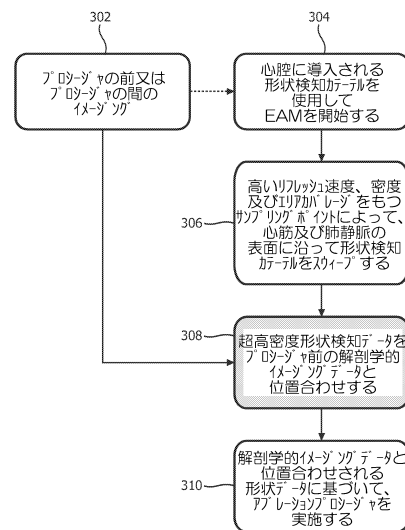 302
プロシージャの前又は
プロシージャの間の
イメージング
304
心腔に導入される
形状検知カテーテルを
使用して
EAMを開始する
306
高いリフレッシュ速度、密度
及びエリアカバレージをもつ
サンプリングポイントによって、
心筋及び肺静脈の
表面に沿って形状検知
カテーテルをスウィープする
308
超高密度形状検知データを
プロシージャ前の解剖学的
イメージングデータと
位置合わせする
310
解剖学的イメージングデータと
位置合わせされる
形状データに基づいて、
アブレーションプロシージャを
実施する